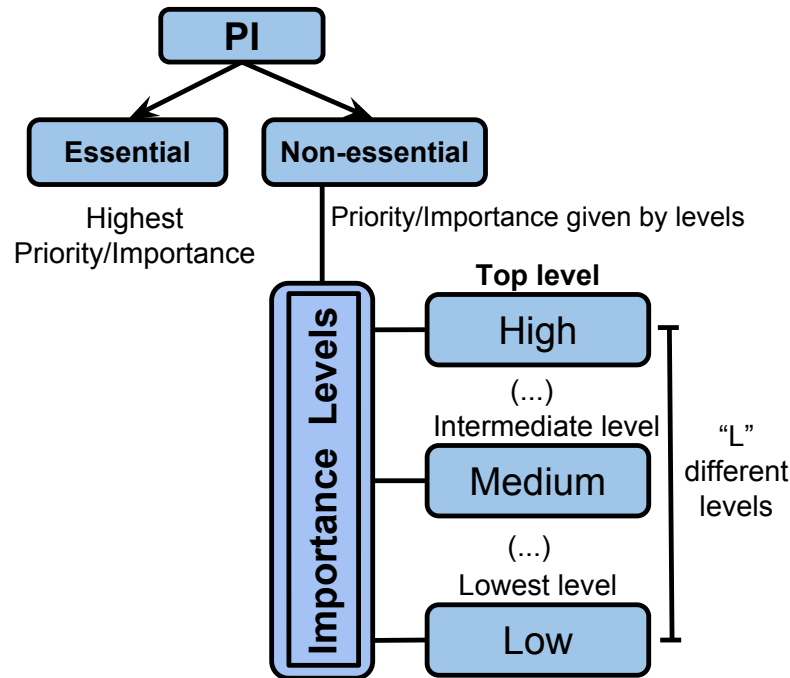 PI
Essential
Non-essential
Highest
Priority/Importance
Priority/Importance given by levels
Importance Levels
Top level
High
(...)
Intermediate level
Medium
(...)
Lowest level
Low
“L”
different
levels